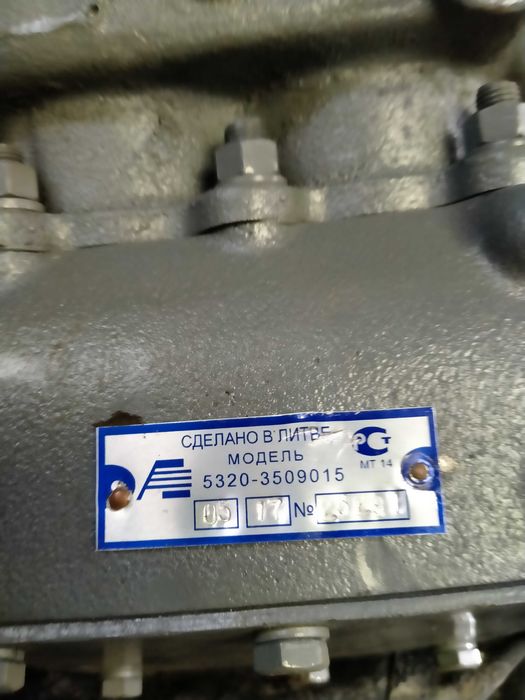 СДЕЛАНО В ЛИТВЕ
МОДЕЛЬ
5320-3509015
МТ 14
05 17 №